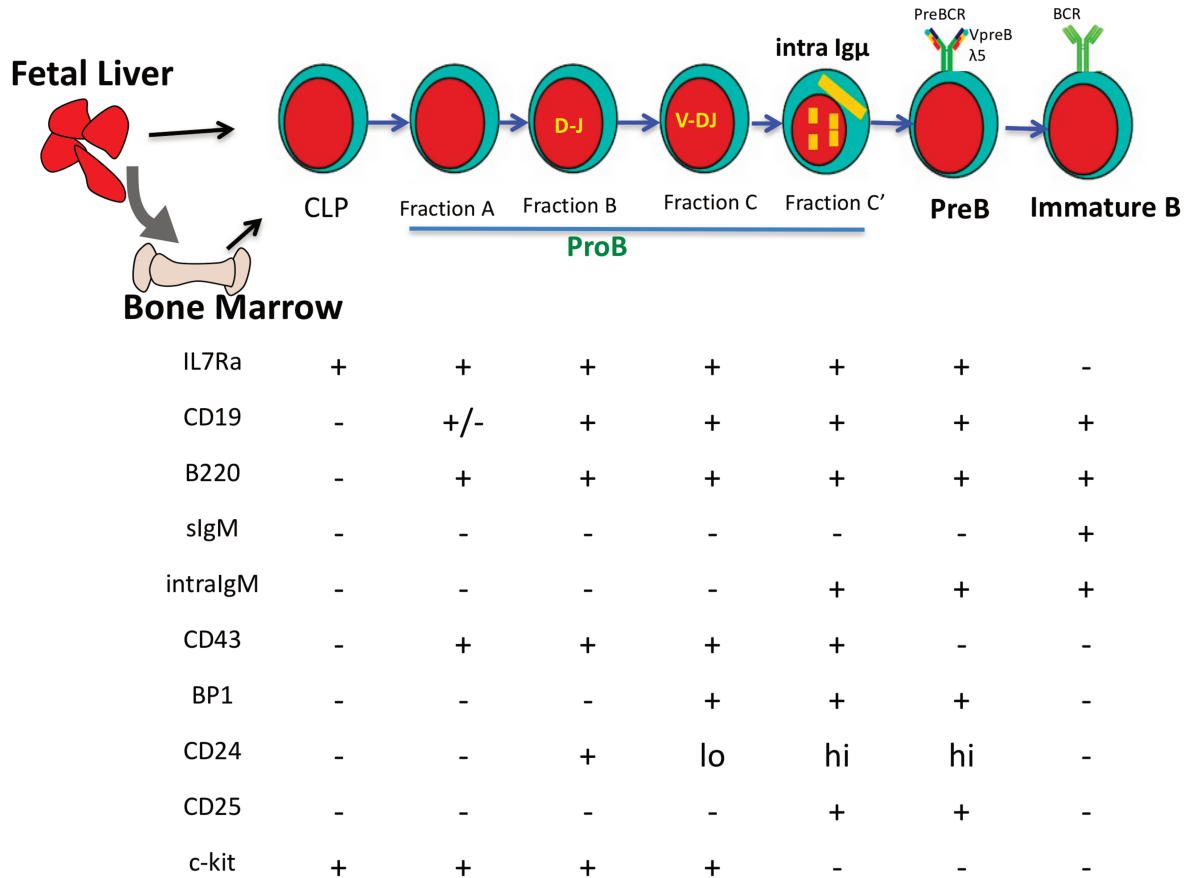 PreBCR
VpreB
λ5
BCR
intra Igµ
Fetal Liver
D-J
V-DJ
CLP
Fraction A
Fraction B
Fraction C
Fraction C’
PreB
Immature B
ProB
Bone Marrow
IL7Ra + + + + + + -
CD19 - +/- + + + + +
B220 - + + + + + +
sIgM - - - - - - +
intraIgM - - - - + + +
CD43 - + + + + - -
BP1 - - - + + + -
CD24 - - + lo hi hi -
CD25 - - - - + + -
c-kit + + + + - - -